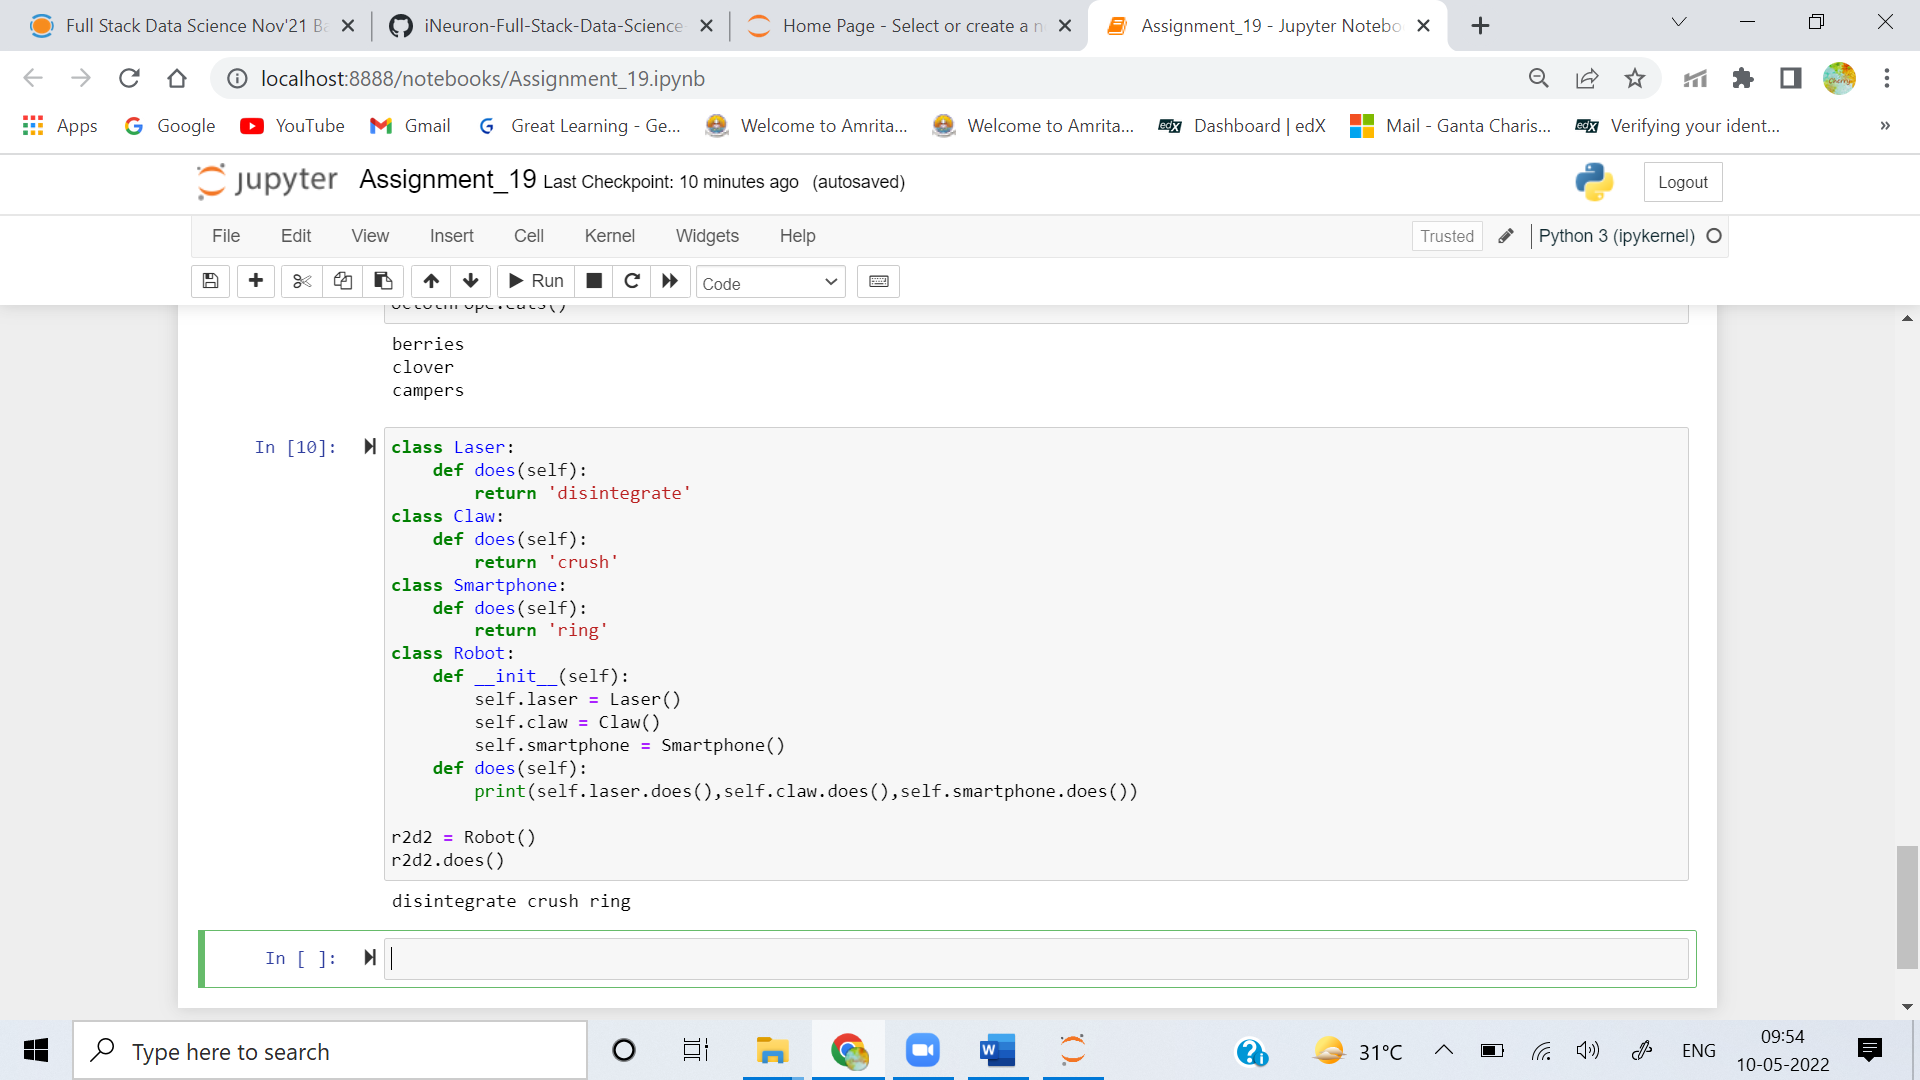 Full Stack Data Science Nov'21 Ba
iNeuron-Full-Stack-Data-Science
Home Page - Select or create a n
Assignment_19 - Jupyter Notebo
localhost:8888/notebooks/Assignment_19.ipynb
Apps
Google
YouTube
Gmail
Great Learning - Ge...
Welcome to Amrita...
Welcome to Amrita...
Dashboard | edX
Mail - Ganta Charis...
Verifying your ident...
»
jupyter Assignment_19 Last Checkpoint: 10 minutes ago (autosaved)
Logout
File Edit View Insert Cell Kernel Widgets Help
Trusted
Python 3 (ipykernel)
Run
Code
berries
clover
campers
In [10]:
class Laser:
    def does(self):
        return 'disintegrate'
class Claw:
    def does(self):
        return 'crush'
class Smartphone:
    def does(self):
        return 'ring'
class Robot:
    def __init__(self):
        self.laser = Laser()
        self.claw = Claw()
        self.smartphone = Smartphone()
    def does(self):
        print(self.laser.does(),self.claw.does(),self.smartphone.does())
r2d2 = Robot()
r2d2.does()
disintegrate crush ring
In [ ]:
Type here to search
31°C
ENG
09:54
10-05-2022